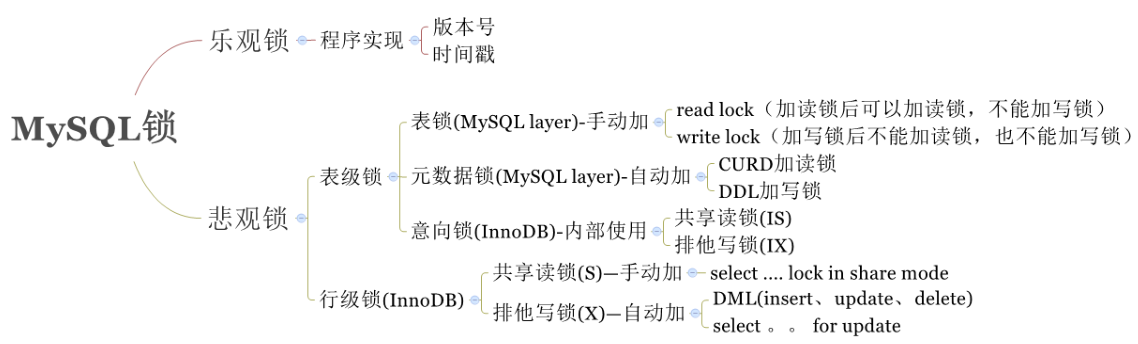 MySQL锁
乐观锁
程序实现
版本号
时间戳
悲观锁
表级锁
表锁(MySQL layer)-手动加
read lock（加读锁后可以加读锁，不能加写锁）
write lock（加写锁后不能加读锁，也不能加写锁）
元数据锁(MySQL layer)-自动加
CURD加读锁
DDL加写锁
意向锁(InnoDB)-内部使用
共享读锁(IS)
排他写锁(IX)
行级锁(InnoDB)
共享读锁(S)—手动加
select .... lock in share mode
排他写锁(X)—自动加
DML(insert、update、delete)
select 。。 for update